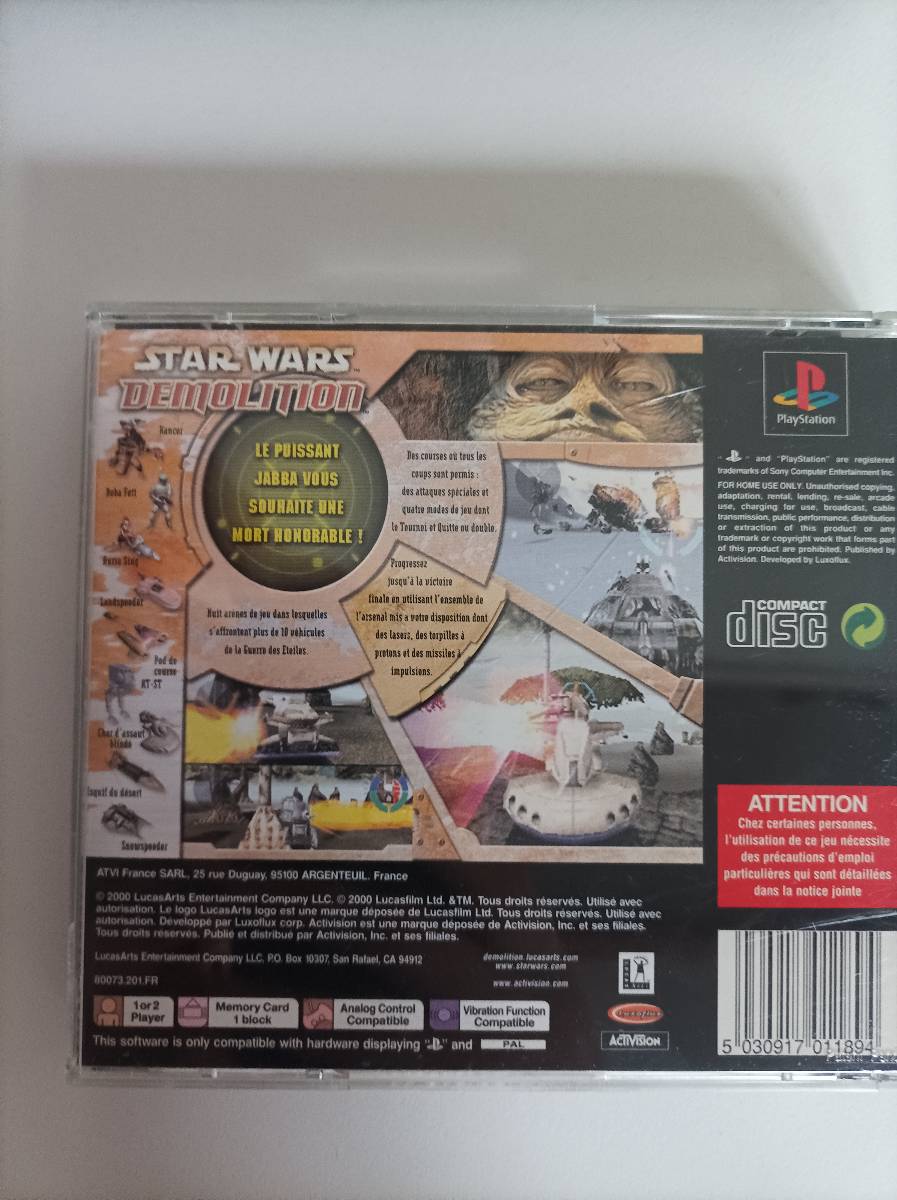 STAR WARS
DEMOLITION
Rancor
Boba Fett
Aurra Sing
Landspeeder
Pod de
course
AT-ST
Char d'assaut
blindé
Esquif du désert
Snowspeeder
LE PUISSANT
JABBA VOUS
SOUHAITE UNE
MORT HONORABLE !
Des courses où tous les
coups sont permis :
des attaques spéciales et
quatre modes de jeu dont
le Tournoi et Quitte ou double.
Progressez
jusqu'à la victoire
finale en utilisant l'ensemble de
l'arsenal mis a votre disposition dont
des lasers, des torpilles à
protons et des missiles à
impulsions.
Huit arènes de jeu dans lesquelles
s'affrontent plus de 10 véhicules
de la Guerre des Etoiles.
PlayStation
" " and "PlayStation" are registered
trademarks of Sony Computer Entertainment Inc.
FOR HOME USE ONLY. Unauthorised copying,
adaptation, rental, lending, re-sale, arcade
use, charging for use, broadcast, cable
transmission, public performance, distribution
or extraction of this product or any
trademark or copyright work that forms part
of this product are prohibited. Published by
Activision. Developed by Luxoflux.
COMPACT
disc
ATTENTION
Chez certaines personnes,
l'utilisation de ce jeu nécessite
des précautions d'emploi
particulières qui sont détaillées
dans la notice jointe
ATVI France SARL, 25 rue Duguay, 95100 ARGENTEUIL. France
© 2000 LucasArts Entertainment Company LLC. © 2000 Lucasfilm Ltd. &TM. Tous droits réservés. Utilisé avec
autorisation. Le logo LucasArts logo est une marque déposée de Lucasfilm Ltd. Tous droits réservés. Utilisé avec
autorisation. Développé par Luxoflux corp. Activision est une marque déposée de Activision, Inc. et ses filiales.
Tous droits réservés. Publié et distribué par Activision, Inc. et ses filiales.
LucasArts Entertainment Company LLC, P.O. Box 10307, San Rafael, CA 94912
demolition.lucasarts.com
www.starwars.com
www.activision.com
80073.201.FR
1 or 2
Player
Memory Card
1 block
Analog Control
Compatible
Vibration Function
Compatible
Luxoflux
ACTIVISION
This software is only compatible with hardware displaying " " and PAL
5 030917 011894